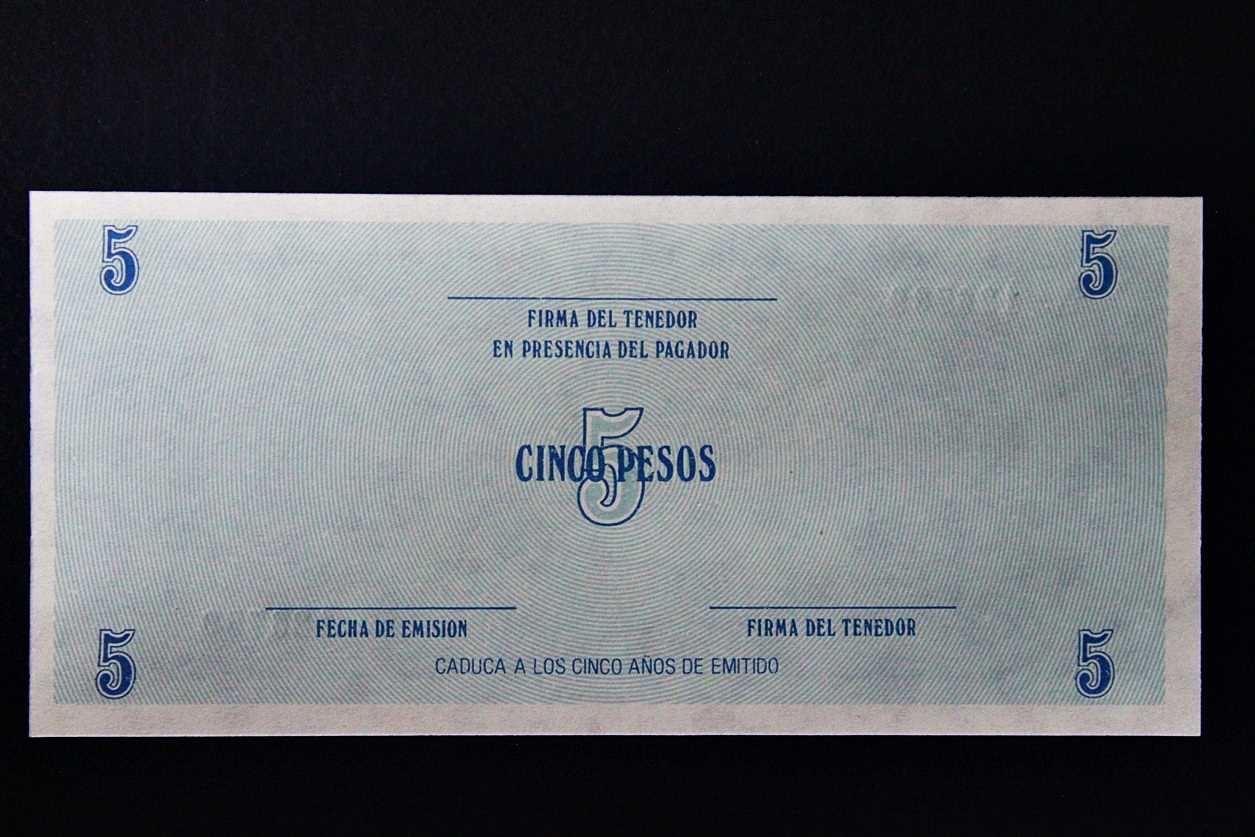 5 5
FIRMA DEL TENEDOR
EN PRESENCIA DEL PAGADOR
5
CINCO PESOS
FECHA DE EMISION
FIRMA DEL TENEDOR
CADUCA A LOS CINCO AÑOS DE EMITIDO
5 5